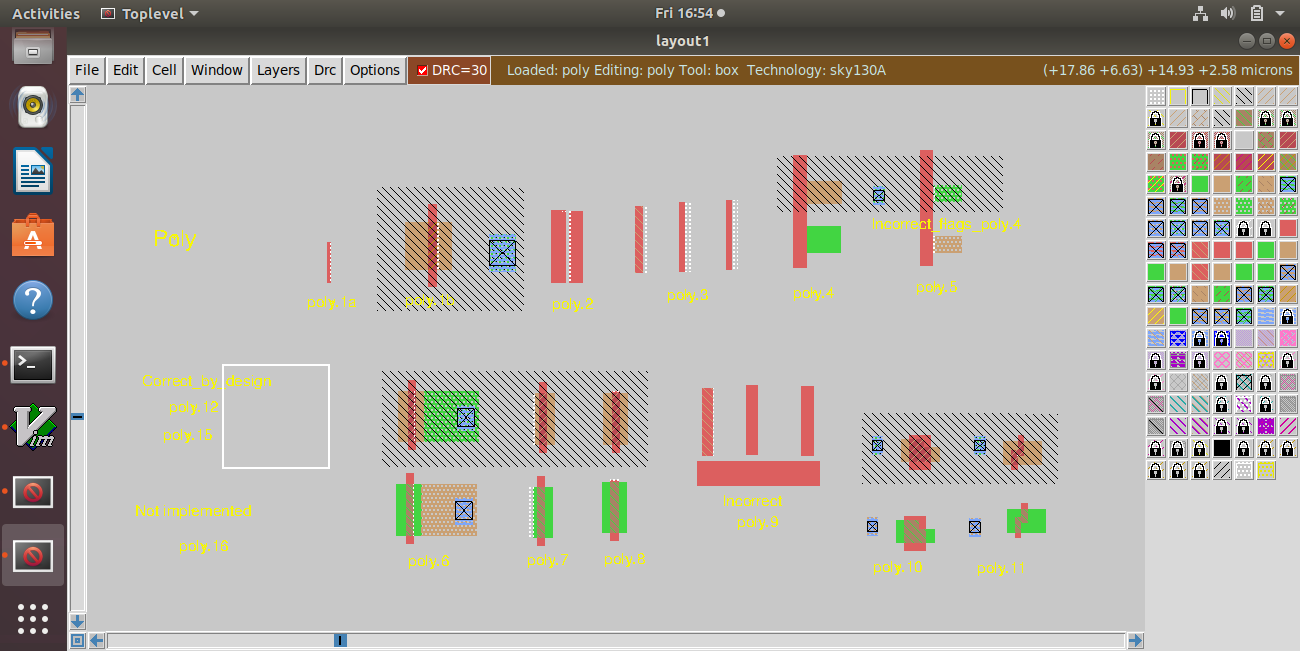 Activities Toplevel Fri 16:54
layout1
File Edit Cell Window Layers Drc Options DRC=30 Loaded: poly Editing: poly Tool: box Technology: sky130A (+17.86 +6.63) +14.93 +2.58 microns
Poly
Incorrect_flags_poly.4
poly.1a
poly.1c
poly.2
poly.3
poly.4
poly.5
Correct_by_design
poly.12
poly.15
Not implemented
poly.16
poly.6
poly.7
poly.8
Incorrect
poly.9
poly.10
poly.11
Vim